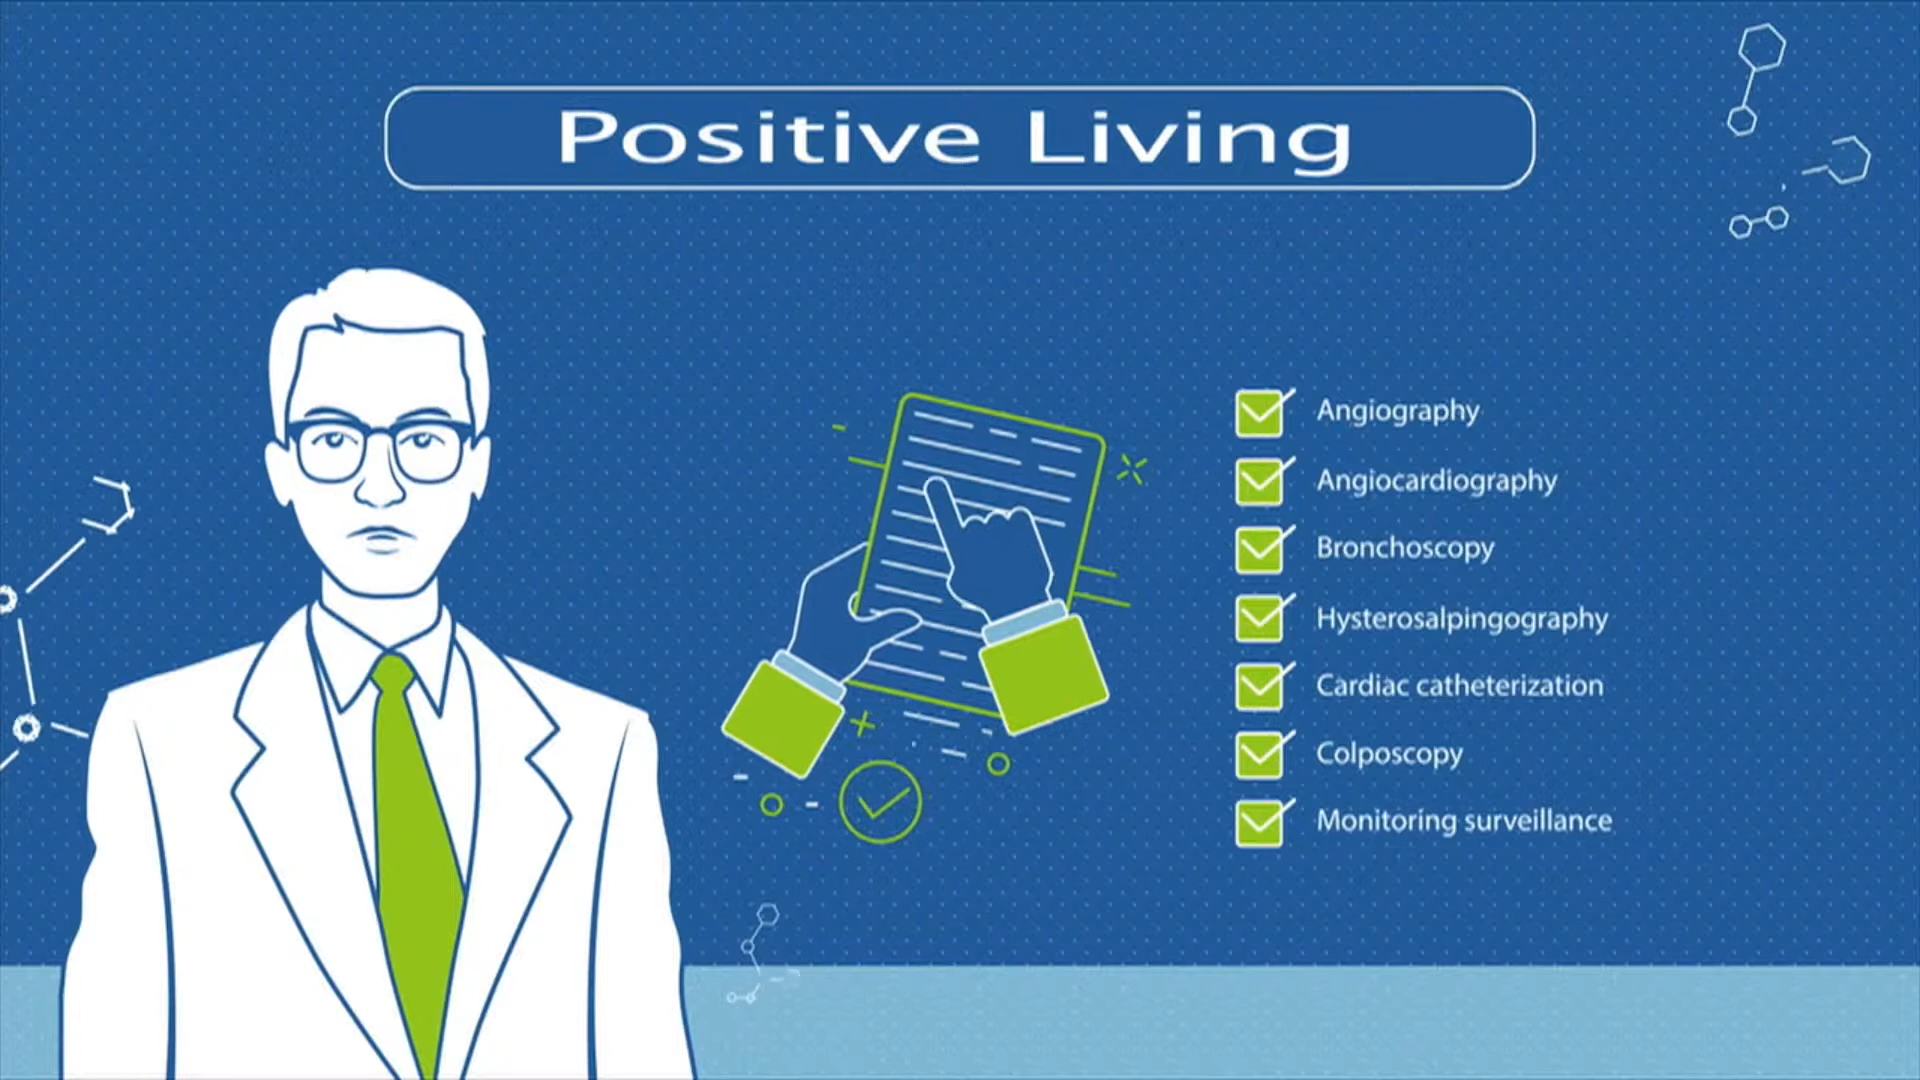 Positive Living
Angiography
Angiocardiography
Bronchoscopy
Hysterosalpingography
Cardiac catheterization
Colposcopy
Monitoring surveillance